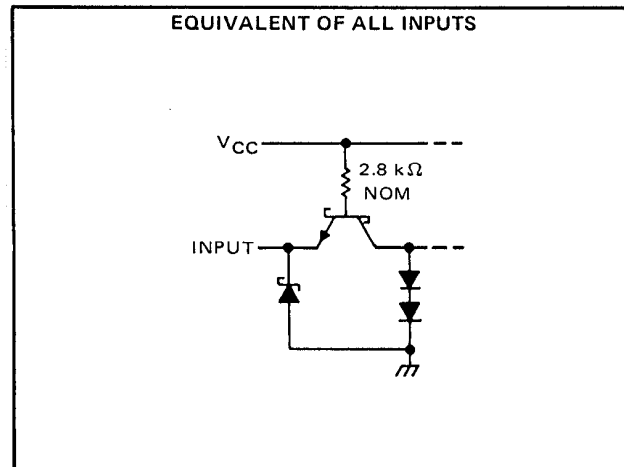 EQUIVALENT OF ALL INPUTS
VCC
2.8 kΩ
NOM
INPUT